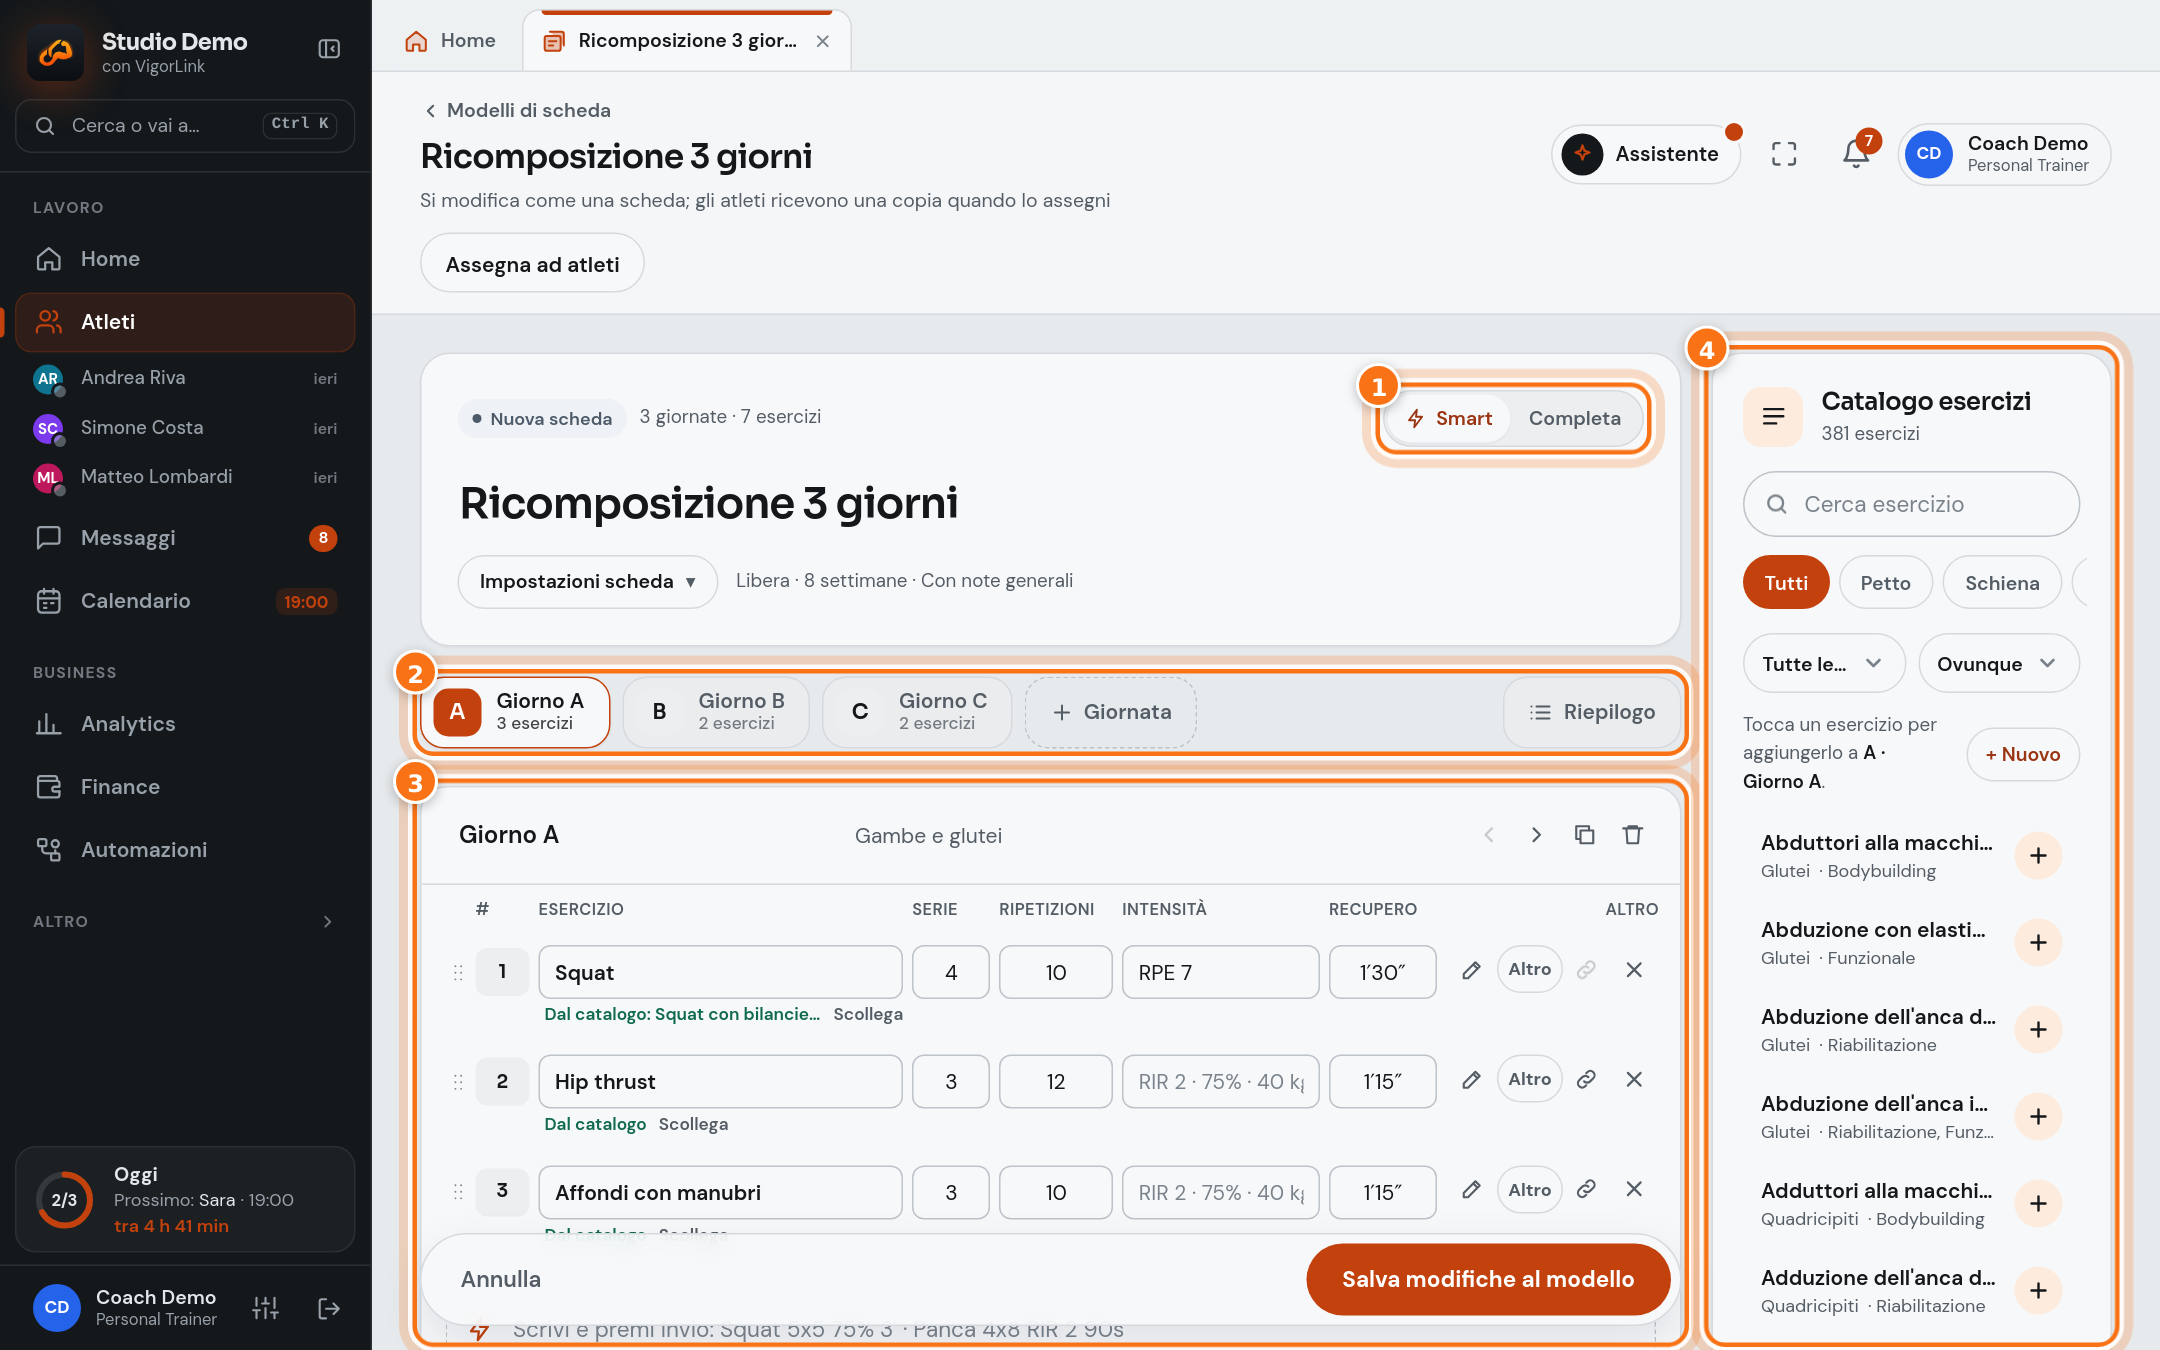 Studio Demo
con VigorLink
Cerca o vai a...
Ctrl K
LAVORO
Home
Atleti
AR Andrea Riva ieri
SC Simone Costa ieri
ML Matteo Lombardi ieri
Messaggi 8
Calendario 19:00
BUSINESS
Analytics
Finance
Automazioni
ALTRO
2/3
Oggi
Prossimo: Sara · 19:00
tra 4 h 41 min
CD
Coach Demo
Personal Trainer
Home
Ricomposizione 3 gior...
Modelli di scheda
Ricomposizione 3 giorni
Si modifica come una scheda; gli atleti ricevono una copia quando lo assegni
Assegna ad atleti
Assistente
7
CD
Coach Demo
Personal Trainer
Nuova scheda 3 giornate · 7 esercizi
1
Smart Completa
Ricomposizione 3 giorni
Impostazioni scheda ▾ Libera · 8 settimane · Con note generali
2
A Giorno A
3 esercizi
B Giorno B
2 esercizi
C Giorno C
2 esercizi
+ Giornata
Riepilogo
3
Giorno A Gambe e glutei
# ESERCIZIO SERIE RIPETIZIONI INTENSITÀ RECUPERO ALTRO
1 Squat 4 10 RPE 7 1′30″ Altro
Dal catalogo: Squat con bilancie... Scollega
2 Hip thrust 3 12 RIR 2 · 75% · 40 kg 1′15″ Altro
Dal catalogo Scollega
3 Affondi con manubri 3 10 RIR 2 · 75% · 40 kg 1′15″ Altro
Dal catalogo Scollega
Annulla
Salva modifiche al modello
Scrivi e premi invio: Squat 5x5 75% 3′ · Panca 4x8 RIR 2 90s
4
Catalogo esercizi
381 esercizi
Cerca esercizio
Tutti Petto Schiena
Tutte le... Ovunque
Tocca un esercizio per
aggiungerlo a A ·
Giorno A.
+ Nuovo
Abduttori alla macchi...
Glutei · Bodybuilding
Abduzione con elasti...
Glutei · Funzionale
Abduzione dell'anca d...
Glutei · Riabilitazione
Abduzione dell'anca i...
Glutei · Riabilitazione, Funz...
Adduttori alla macchi...
Quadricipiti · Bodybuilding
Adduzione dell'anca d...
Quadricipiti · Riabilitazione